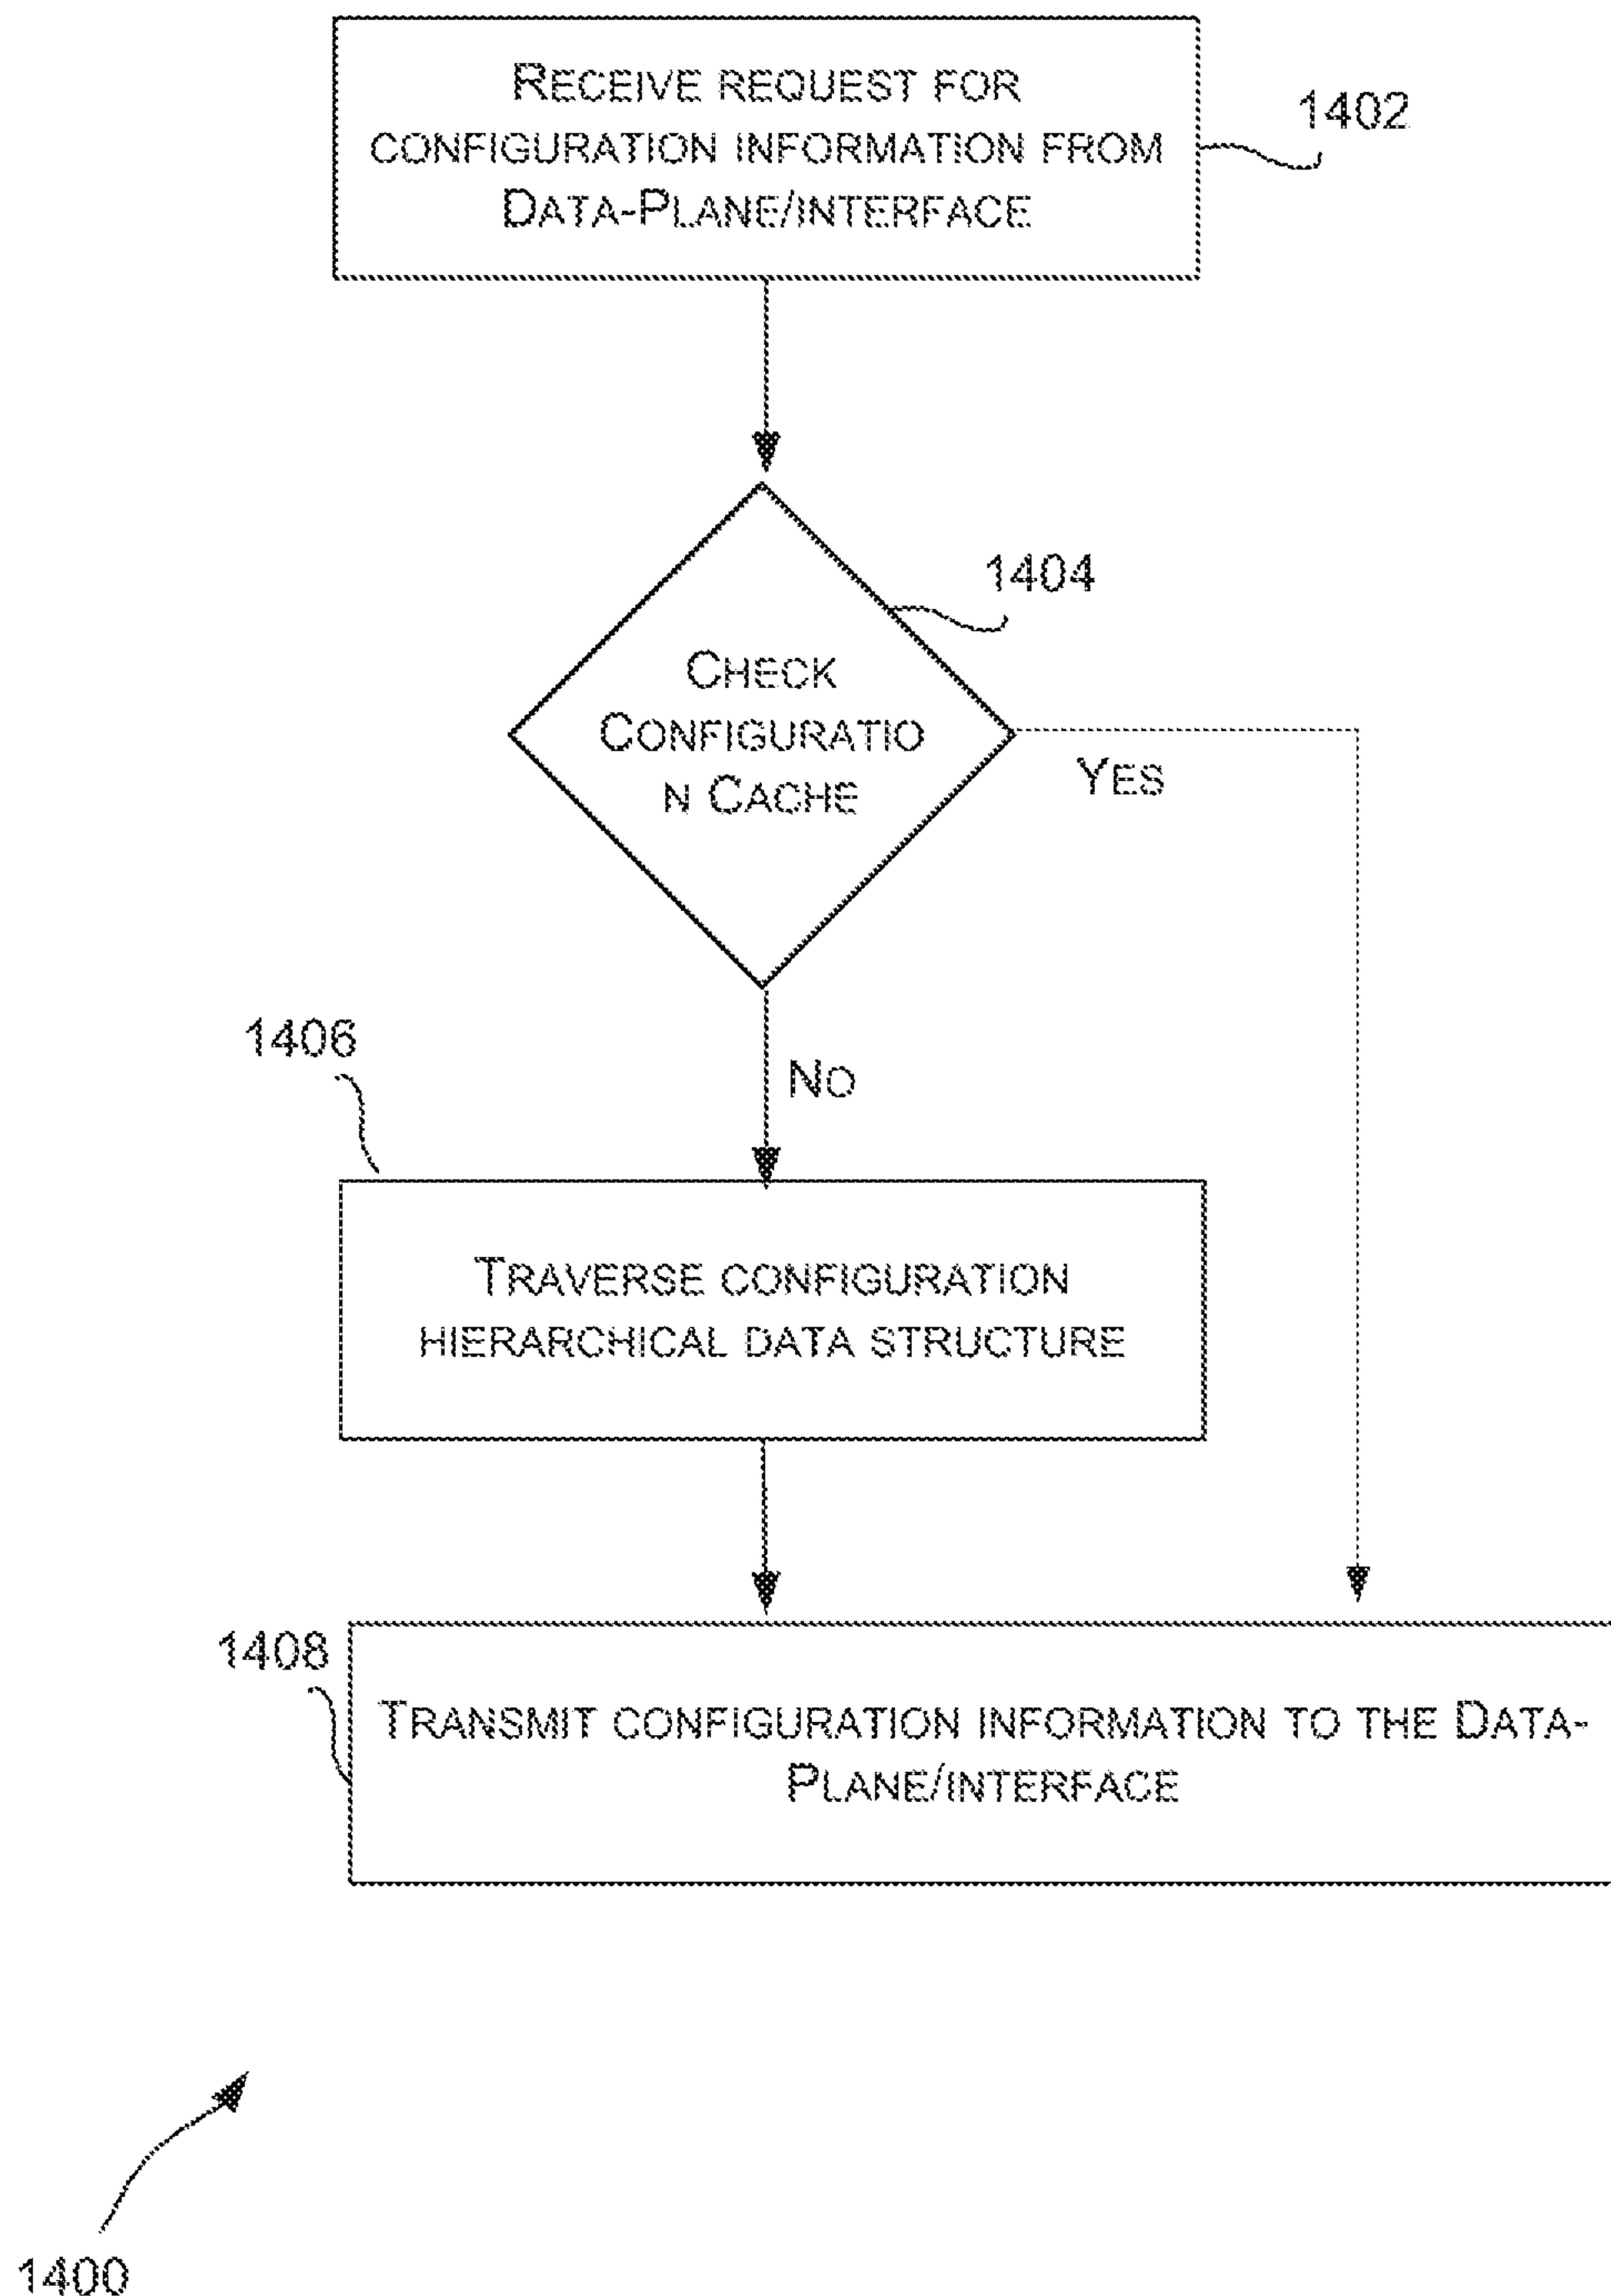 RECEIVE REQUEST FOR
CONFIGURATION INFORMATION FROM
DATA-PLANE/INTERFACE
1402
1404
CHECK
CONFIGURATIO
N CACHE
YES
1406
NO
TRAVERSE CONFIGURATION
HIERARCHICAL DATA STRUCTURE
1408
TRANSMIT CONFIGURATION INFORMATION TO THE DATA-
PLANE/INTERFACE
1400